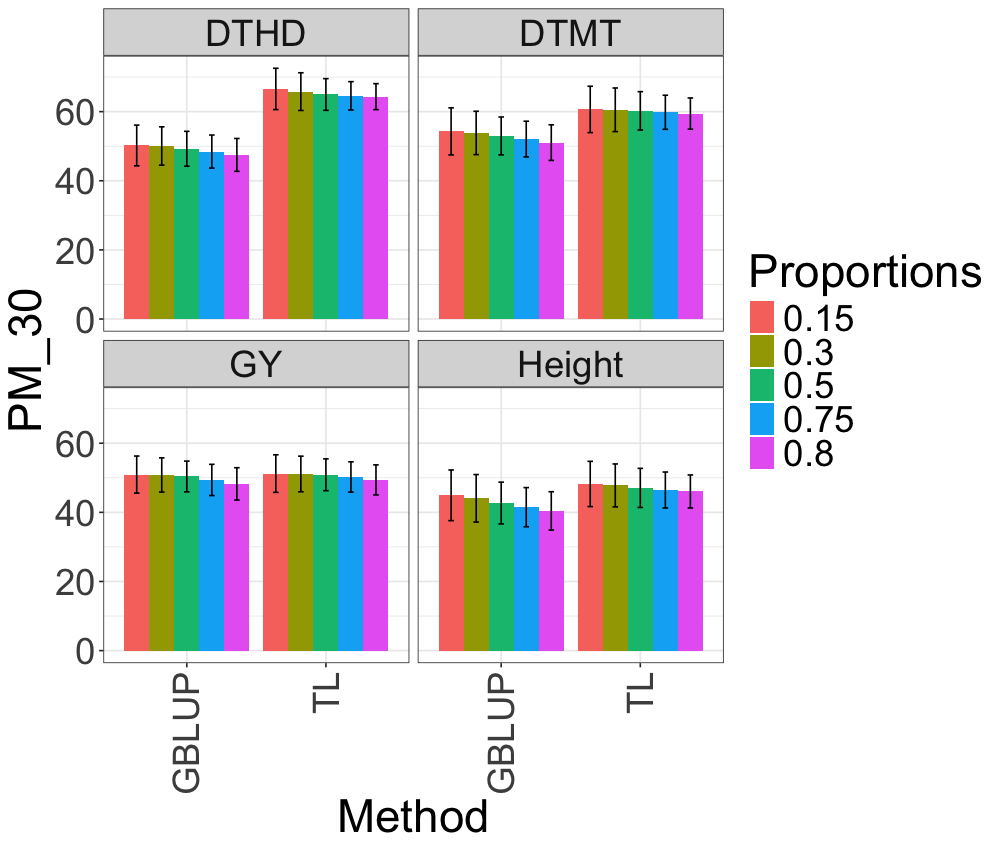 DTHD
DTMT
60
40
20
0
GY
Height
60
40
20
0
PM_30
GBLUP
TL
GBLUP
TL
Method
Proportions
0.15
0.3
0.5
0.75
0.8